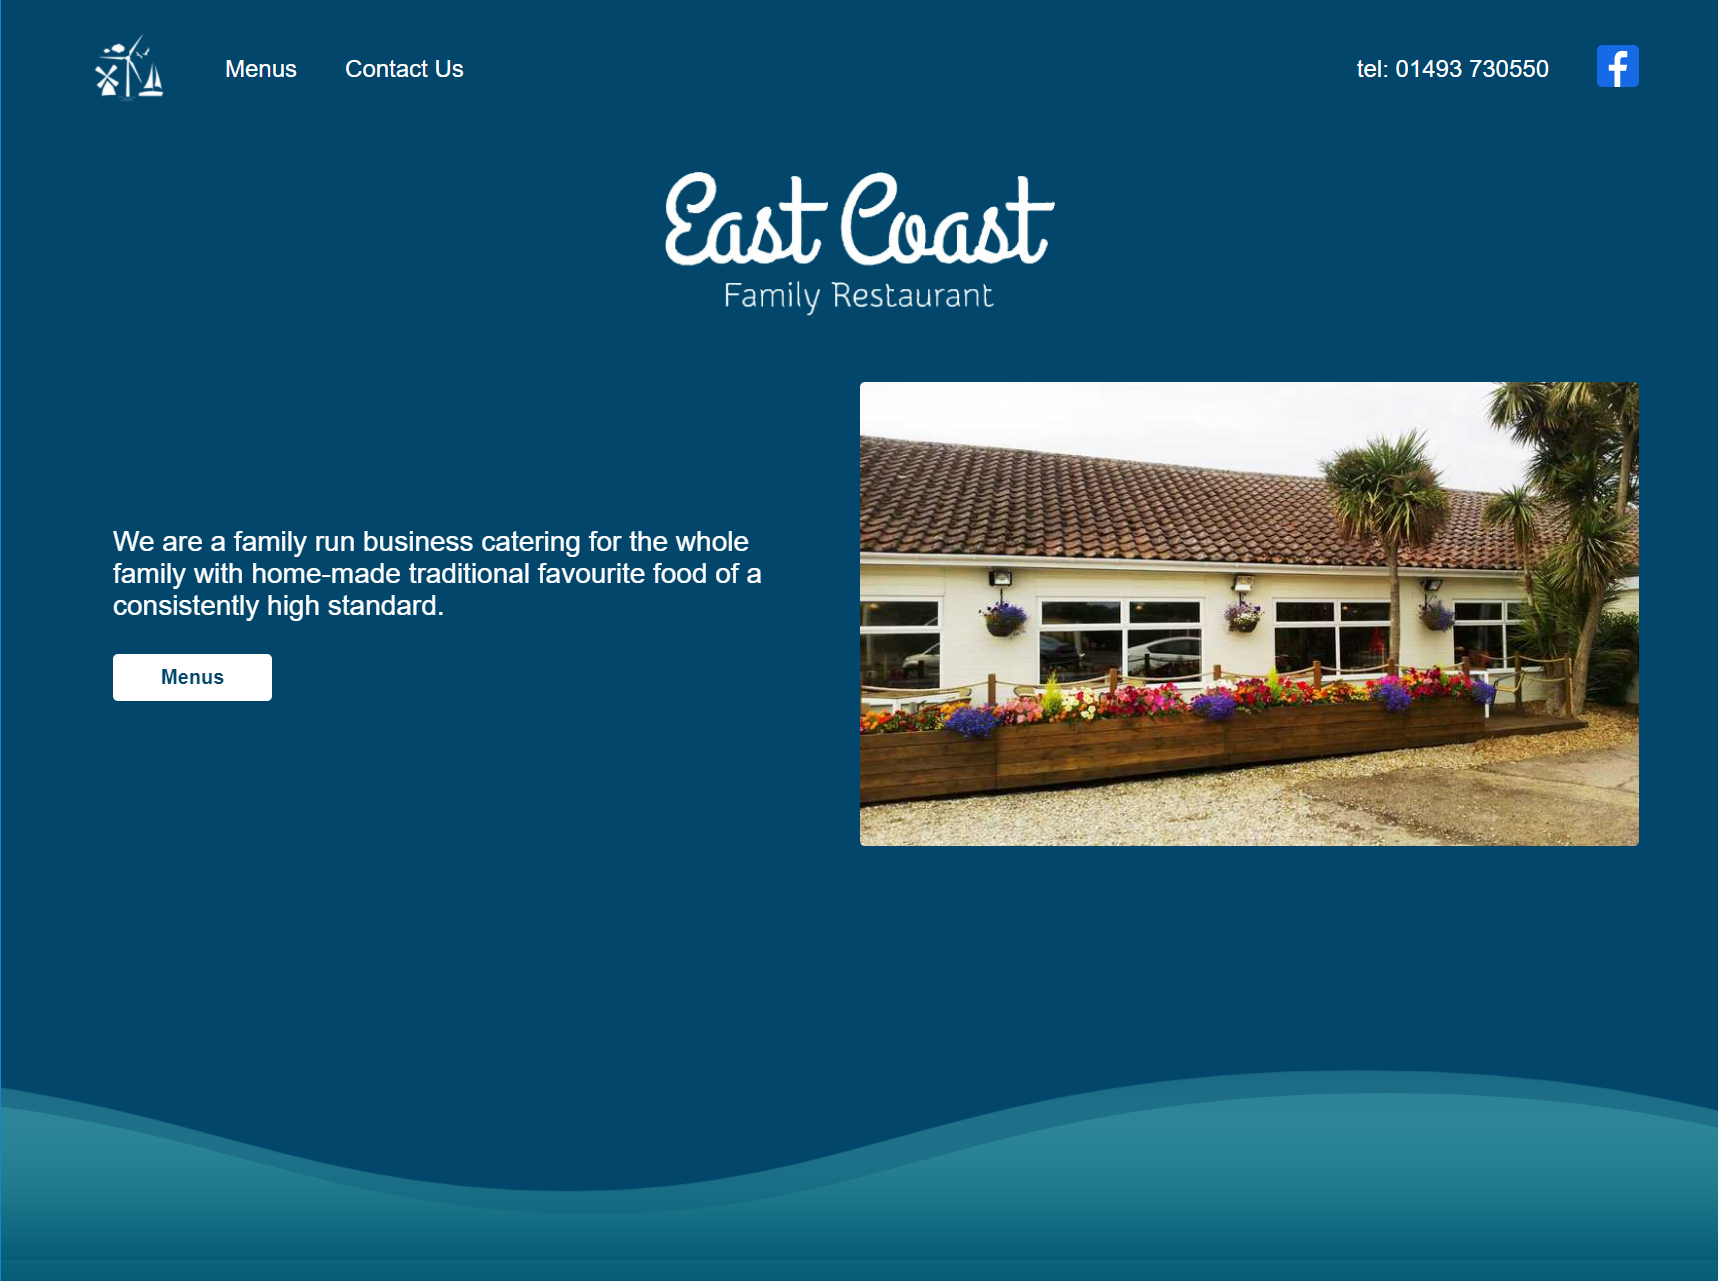 Menus
Contact Us
tel: 01493 730550
East Coast
Family Restaurant
We are a family run business catering for the whole
family with home-made traditional favourite food of a
consistently high standard.
Menus